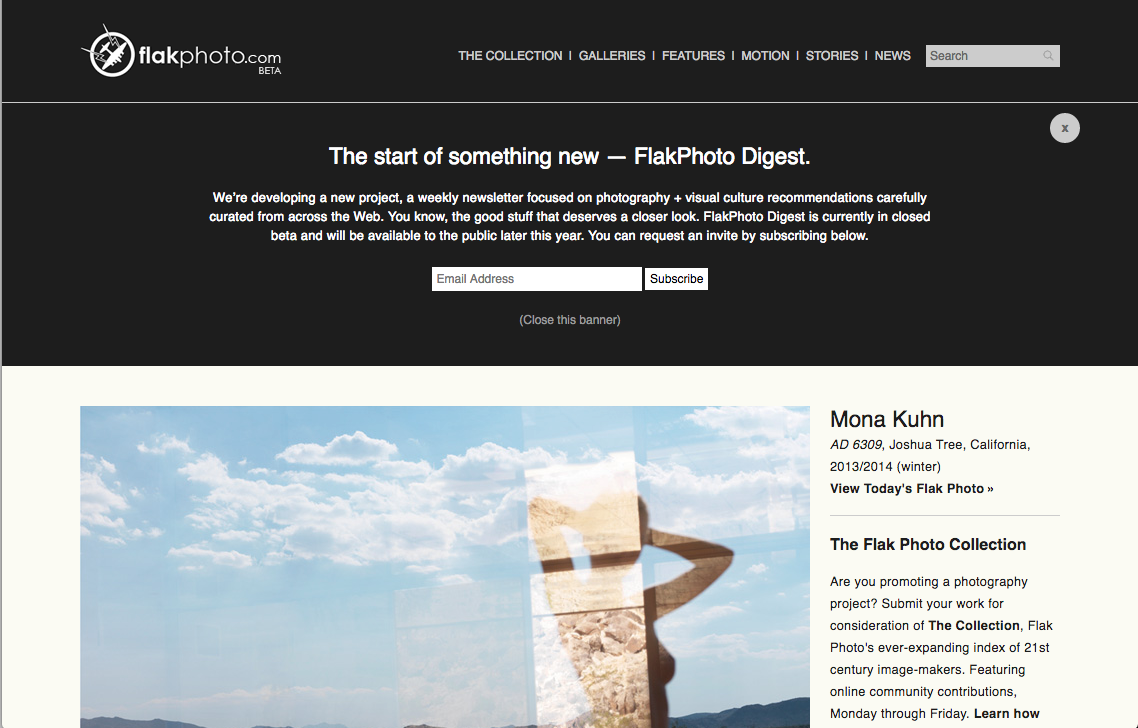 flakphoto.com
BETA
THE COLLECTION | GALLERIES | FEATURES | MOTION | STORIES | NEWS
Search
x
The start of something new — FlakPhoto Digest.
We're developing a new project, a weekly newsletter focused on photography + visual culture recommendations carefully
curated from across the Web. You know, the good stuff that deserves a closer look. FlakPhoto Digest is currently in closed
beta and will be available to the public later this year. You can request an invite by subscribing below.
Email Address
Subscribe
(Close this banner)
Mona Kuhn
AD 6309, Joshua Tree, California,
2013/2014 (winter)
View Today's Flak Photo »
The Flak Photo Collection
Are you promoting a photography
project? Submit your work for
consideration of The Collection, Flak
Photo's ever-expanding index of 21st
century image-makers. Featuring
online community contributions,
Monday through Friday. Learn how